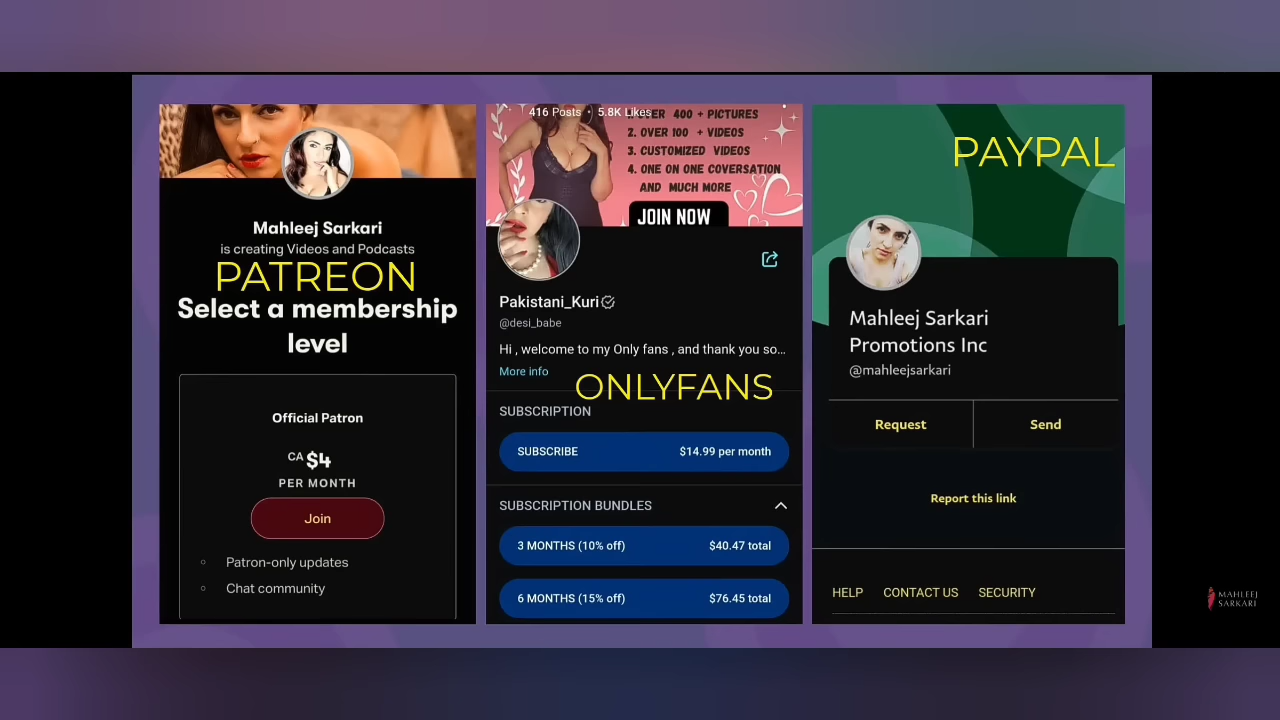 Mahleej Sarkari
is creating Videos and Podcasts
PATREON
Select a membership
level
Official Patron
CA $4
PER MONTH
Join
Patron-only updates
Chat community
416 Posts • 5.8K Likes
400 + PICTURES
2. OVER 100 + VIDEOS
3. CUSTOMIZED VIDEOS
4. ONE ON ONE COVERSATION
AND MUCH MORE
JOIN NOW
Pakistani_Kuri
@desi_babe
Hi , welcome to my Only fans , and thank you so...
More info
ONLYFANS
SUBSCRIPTION
SUBSCRIBE $14.99 per month
SUBSCRIPTION BUNDLES
3 MONTHS (10% off) $40.47 total
6 MONTHS (15% off) $76.45 total
PAYPAL
Mahleej Sarkari
Promotions Inc
@mahleejsarkari
Request Send
Report this link
HELP CONTACT US SECURITY
MAHLEEJ
SARKARI